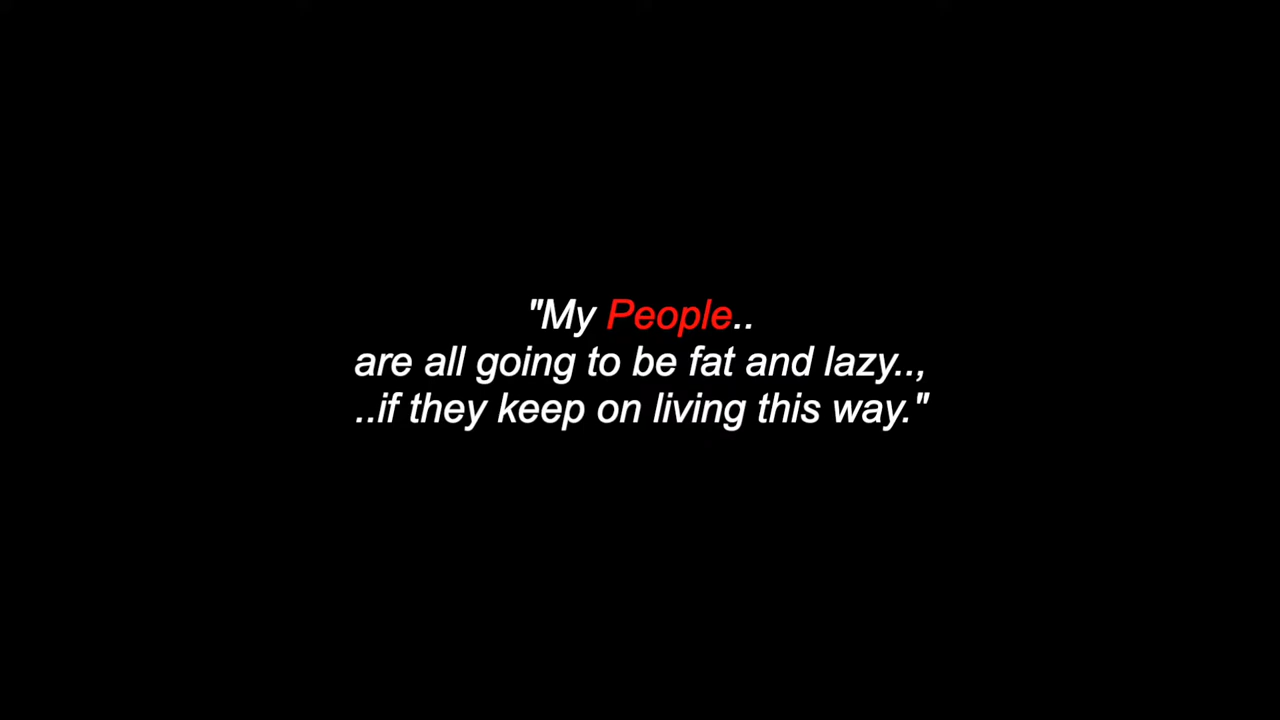 "My People..
are all going to be fat and lazy..,
..if they keep on living this way."